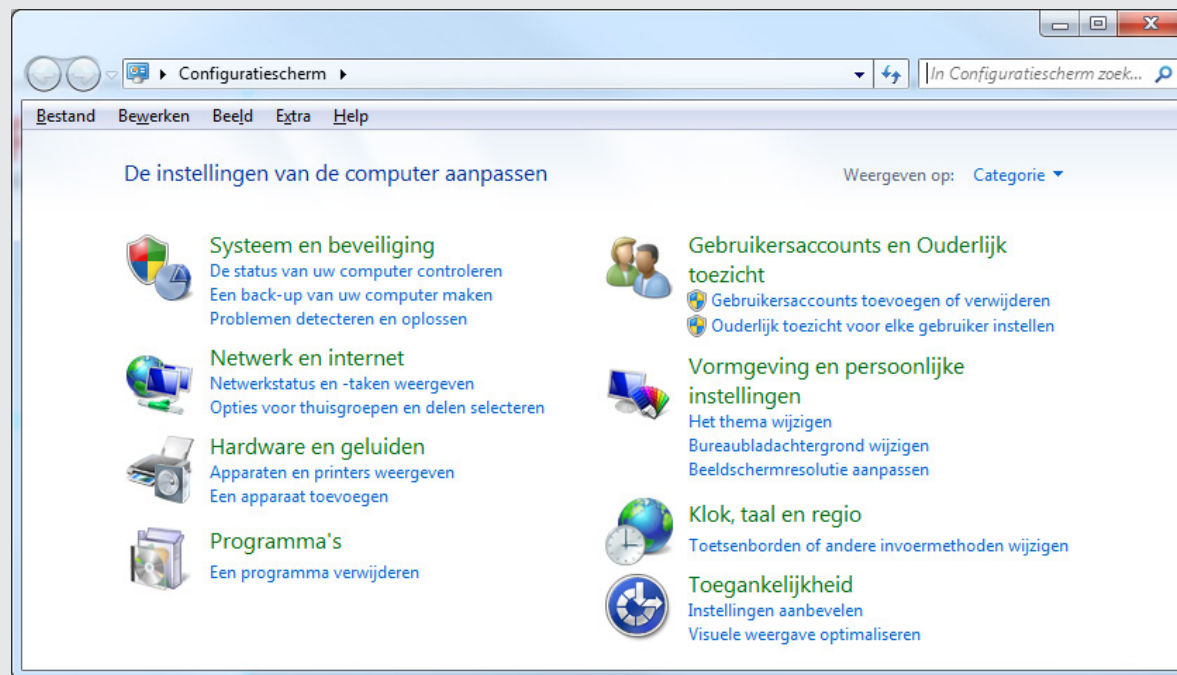 Configuratiescherm
In Configuratiescherm zoek...
Bestand Bewerken Beeld Extra Help
De instellingen van de computer aanpassen
Weergeven op: Categorie
Systeem en beveiliging
De status van uw computer controleren
Een back-up van uw computer maken
Problemen detecteren en oplossen
Netwerk en internet
Netwerkstatus en -taken weergeven
Opties voor thuisgroepen en delen selecteren
Hardware en geluiden
Apparaten en printers weergeven
Een apparaat toevoegen
Programma's
Een programma verwijderen
Gebruikersaccounts en Ouderlijk
toezicht
Gebruikersaccounts toevoegen of verwijderen
Ouderlijk toezicht voor elke gebruiker instellen
Vormgeving en persoonlijke
instellingen
Het thema wijzigen
Bureaubladachtergrond wijzigen
Beeldschermresolutie aanpassen
Klok, taal en regio
Toetsenborden of andere invoermethoden wijzigen
Toegankelijkheid
Instellingen aanbevelen
Visuele weergave optimaliseren